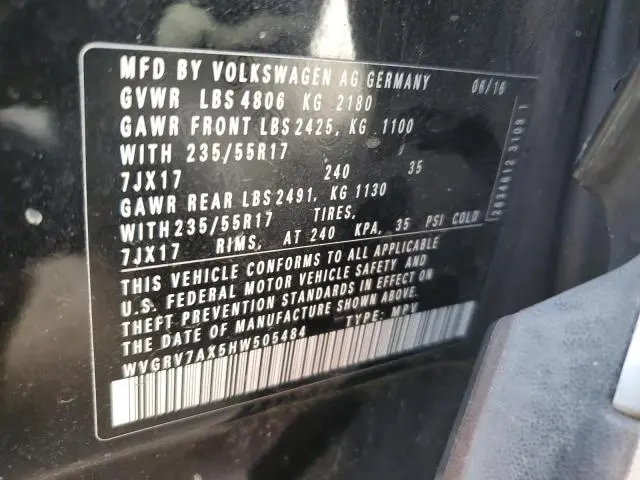 MFD BY VOLKSWAGEN AG GERMANY 06/16
GVWR LBS 4806 KG 2180
GAWR FRONT LBS 2425, KG 1100
WITH 235/55R17
7JX17 240 35
GAWR REAR LBS 2491, KG 1130
WITH 235/55R17 TIRES,
7JX17 RIMS, AT 240 KPA, 35 PSI COLD
THIS VEHICLE CONFORMS TO ALL APPLICABLE
U.S. FEDERAL MOTOR VEHICLE SAFETY AND
THEFT PREVENTION STANDARDS IN EFFECT ON
THE DATE OF MANUFACTURE SHOWN ABOVE.
WVGRV7AX5HW505484 TYPE: MPV